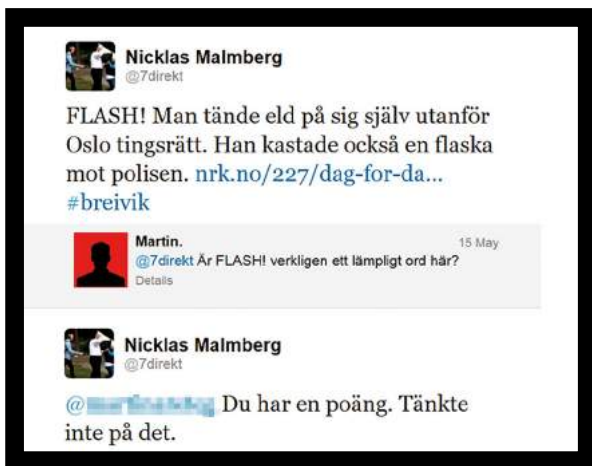 Nicklas Malmberg
@7direkt
FLASH! Man tände eld på sig själv utanför
Oslo tingsrätt. Han kastade också en flaska
mot polisen. nrk.no/227/dag-for-da...
#breivik
Martin. 15 May
@7direkt Är FLASH! verkligen ett lämpligt ord här?
Details
Nicklas Malmberg
@7direkt
@ Du har en poäng. Tänkte
inte på det.